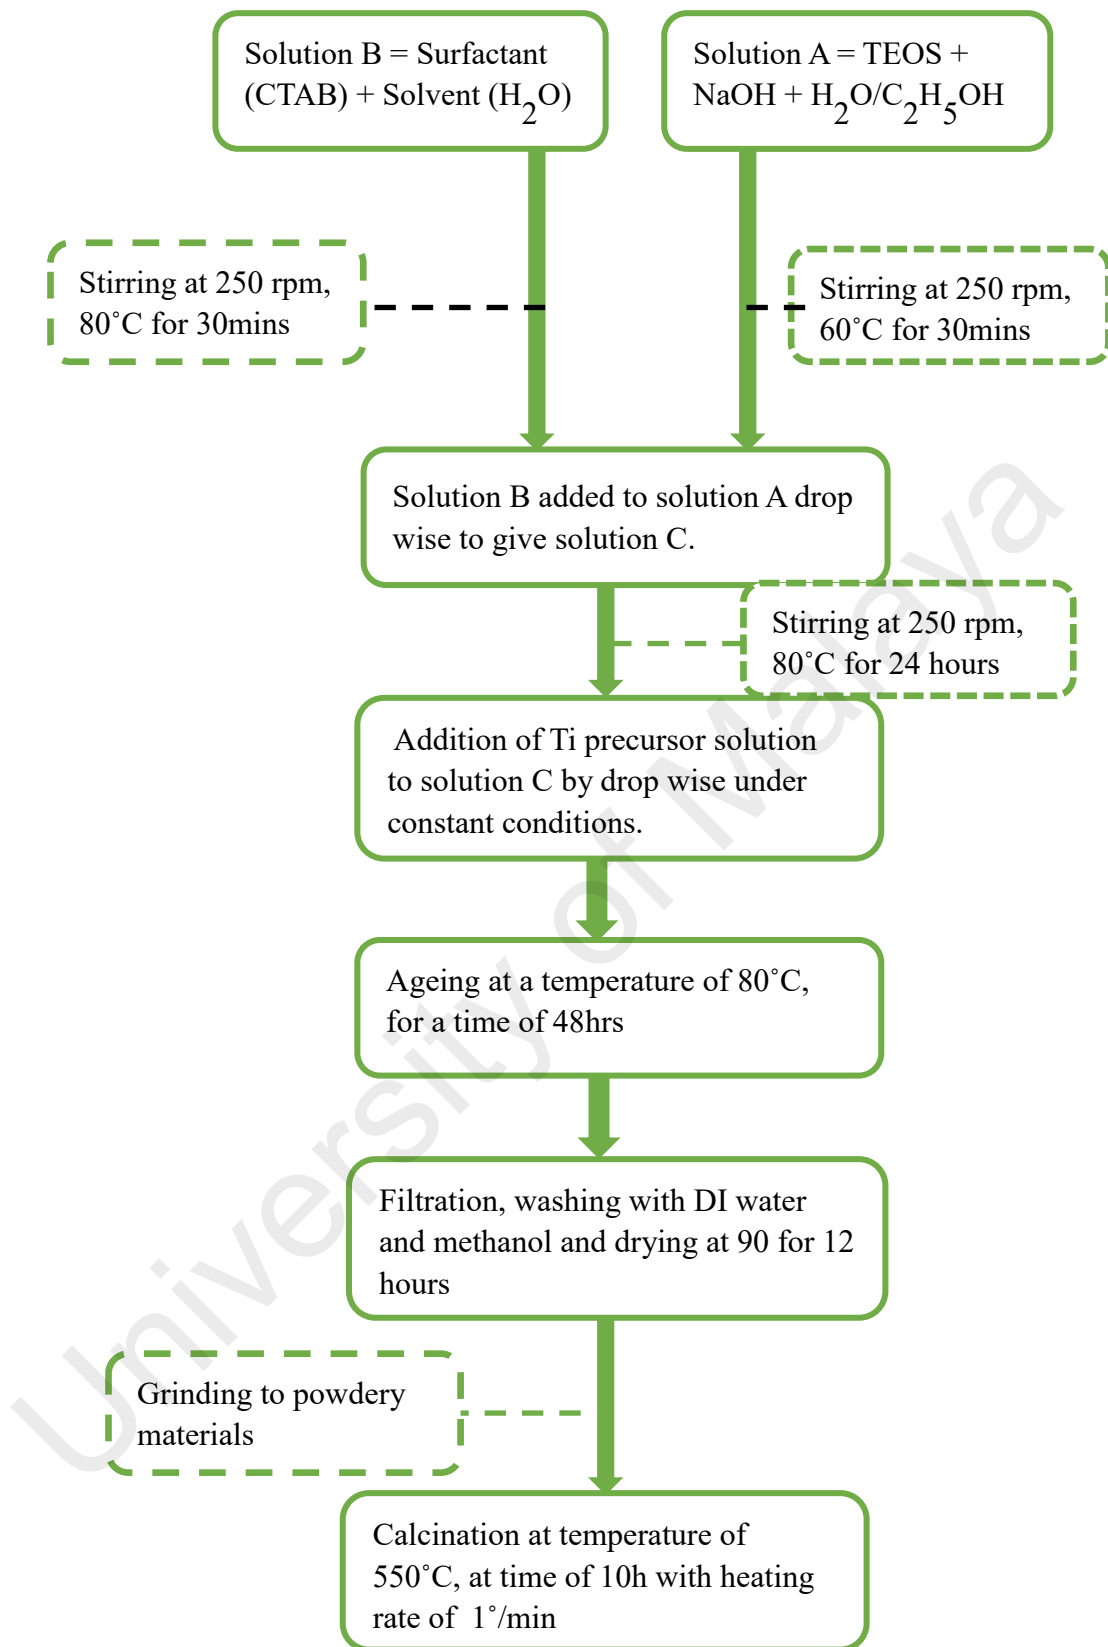 Solution B = Surfactant
(CTAB) + Solvent (H₂O)
Solution A = TEOS +
NaOH + H₂O/C₂H₅OH
Stirring at 250 rpm,
80˚C for 30mins
Stirring at 250 rpm,
60˚C for 30mins
Solution B added to solution A drop
wise to give solution C.
Stirring at 250 rpm,
80˚C for 24 hours
Addition of Ti precursor solution
to solution C by drop wise under
constant conditions.
Ageing at a temperature of 80˚C,
for a time of 48hrs
Filtration, washing with DI water
and methanol and drying at 90 for 12
hours
Grinding to powdery
materials
Calcination at temperature of
550˚C, at time of 10h with heating
rate of 1˚/min
University of Malaya